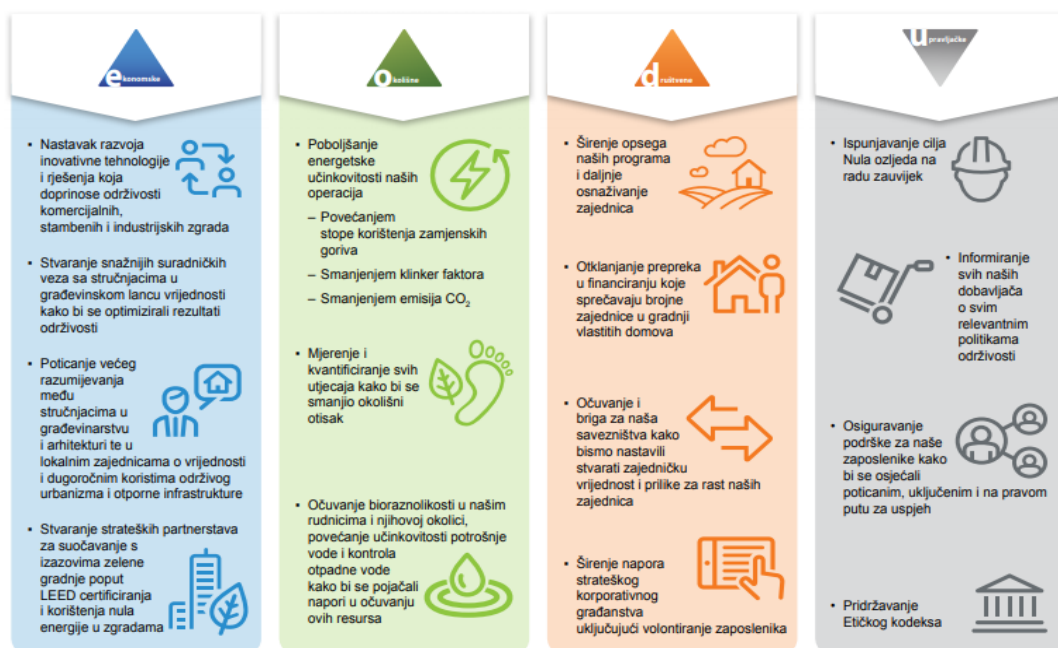 ekonomske
Nastavak razvoja
inovativne tehnologije
i rješenja koja
doprinose održivosti
komercijalnih,
stambenih i industrijskih zgrada
Stvaranje snažnijih suradničkih
veza sa stručnjacima u
građevinskom lancu vrijednosti
kako bi se optimizirali rezultati
održivosti
Poticanje većeg
razumijevanja
među
stručnjacima u
građevinarstvu
i arhitekturi te u
lokalnim zajednicama o vrijednosti
i dugoročnim koristima održivog
urbanizma i otporne infrastrukture
Stvaranje strateških partnerstava
za suočavanje s
izazovima zelene
gradnje poput
LEED certificiranja
i korištenja nula
energije u zgradama
okolišne
Poboljšanje
energetske
učinkovitosti naših
operacija
– Povećanjem
stope korištenja zamjenskih
goriva
– Smanjenjem klinker faktora
– Smanjenjem emisija CO₂
Mjerenje i
kvantificiranje svih
utjecaja kako bi se
smanjio okolišni
otisak
Očuvanje bioraznolikosti u našim
rudnicima i njihovoj okolici,
povećanje učinkovitosti potrošnje
vode i kontrola
otpadne vode
kako bi se pojačali
napori u očuvanju
ovih resursa
društvene
Širenje opsega
naših programa
i daljnje
osnaživanje
zajednica
Otklanjanje prepreka
u financiranju koje
sprečavaju brojne
zajednice u gradnji
vlastitih domova
Očuvanje i
briga za naša
savezništva kako
bismo nastavili
stvarati zajedničku
vrijednost i prilike za rast naših
zajednica
Širenje napora
strateškog
korporativnog
građanstva
uključujući volontiranje zaposlenika
upravljačke
Ispunjavanje cilja
Nula ozljeda na
radu zauvijek
Informiranje
svih naših
dobavljača
o svim
relevantnim
politikama
održivosti
Osiguravanje
podrške za naše
zaposlenike kako
bi se osjećali
poticanim, uključenim i na pravom
putu za uspjeh
Pridržavanje
Etičkog kodeksa